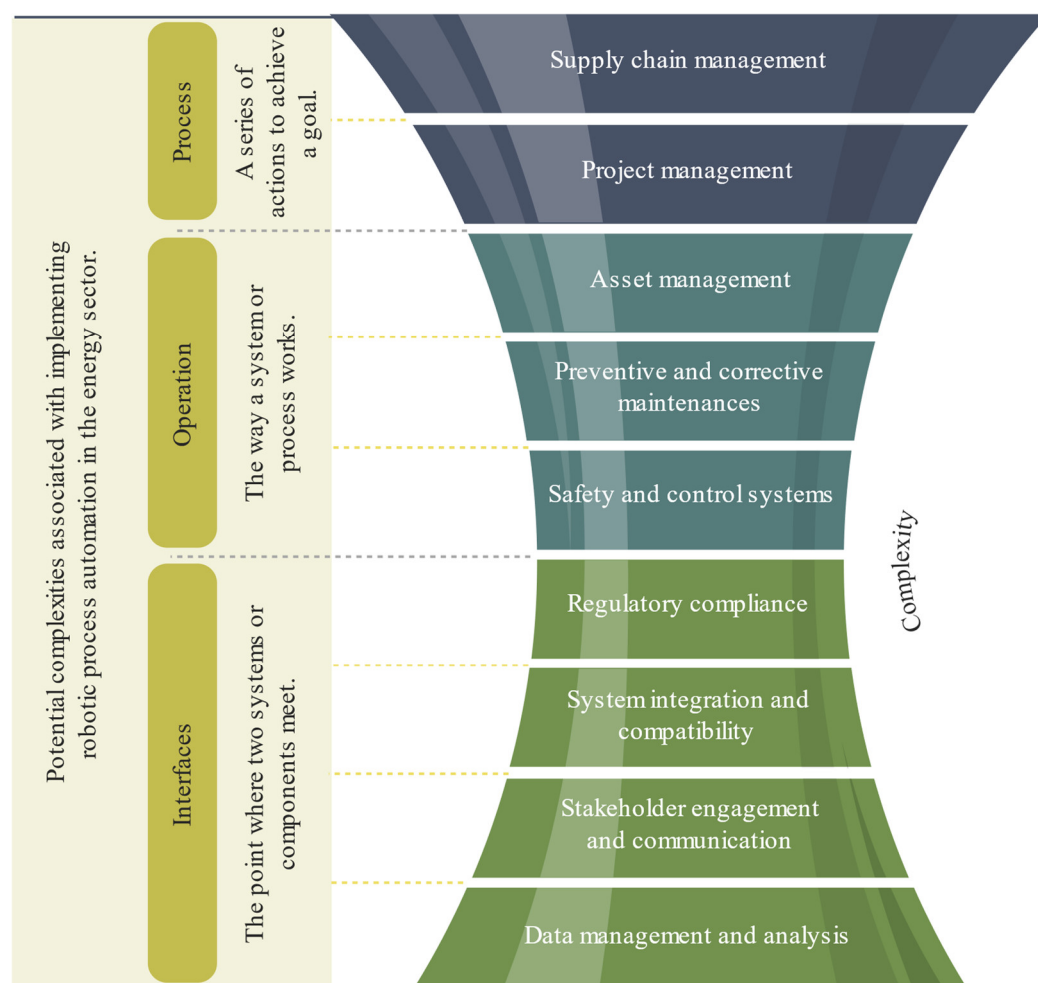 Potential complexities associated with implementing
robotic process automation in the energy sector.
Process
A series of
actions to achieve
a goal.
Operation
The way a system or
process works.
Interfaces
The point where two systems or
components meet.
Supply chain management
Project management
Asset management
Preventive and corrective
maintenances
Safety and control systems
Regulatory compliance
System integration and
compatibility
Stakeholder engagement
and communication
Data management and analysis
Complexity